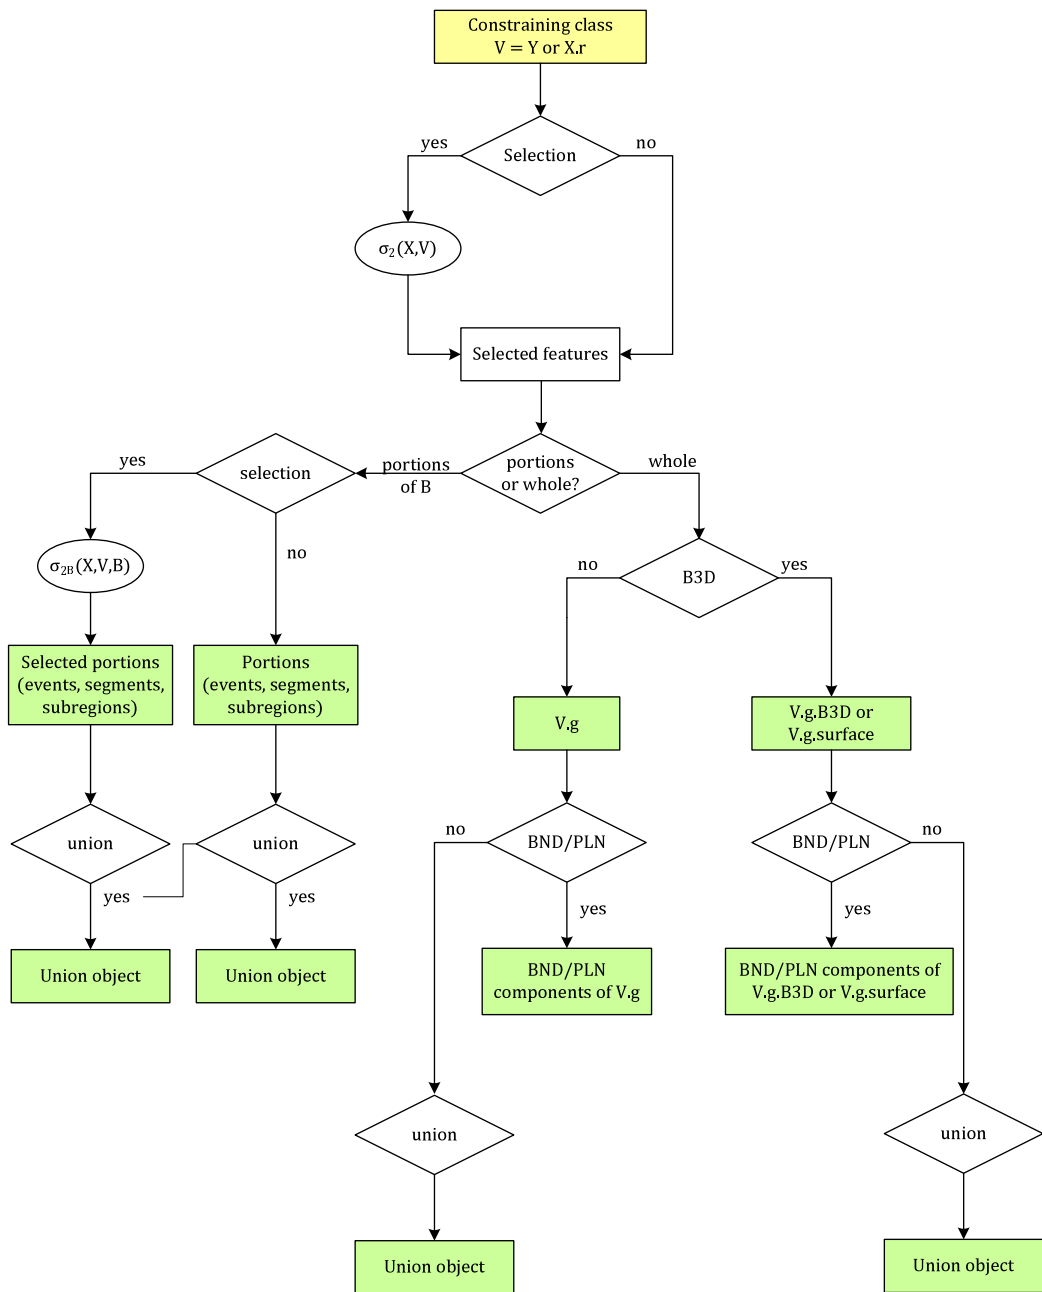 Constraining class
V = Y or X.r
yes
Selection
no
σ2(X,V)
Selected features
yes
selection
portions
of B
portions
or whole?
whole
σ2B(X,V,B)
no
no
B3D
yes
Selected portions
(events, segments,
subregions)
Portions
(events, segments,
subregions)
V.g
V.g.B3D or
V.g.surface
union
union
no
BND/PLN
BND/PLN
no
yes
yes
yes
yes
Union object
Union object
BND/PLN
components of V.g
BND/PLN components of
V.g.B3D or V.g.surface
union
union
Union object
Union object